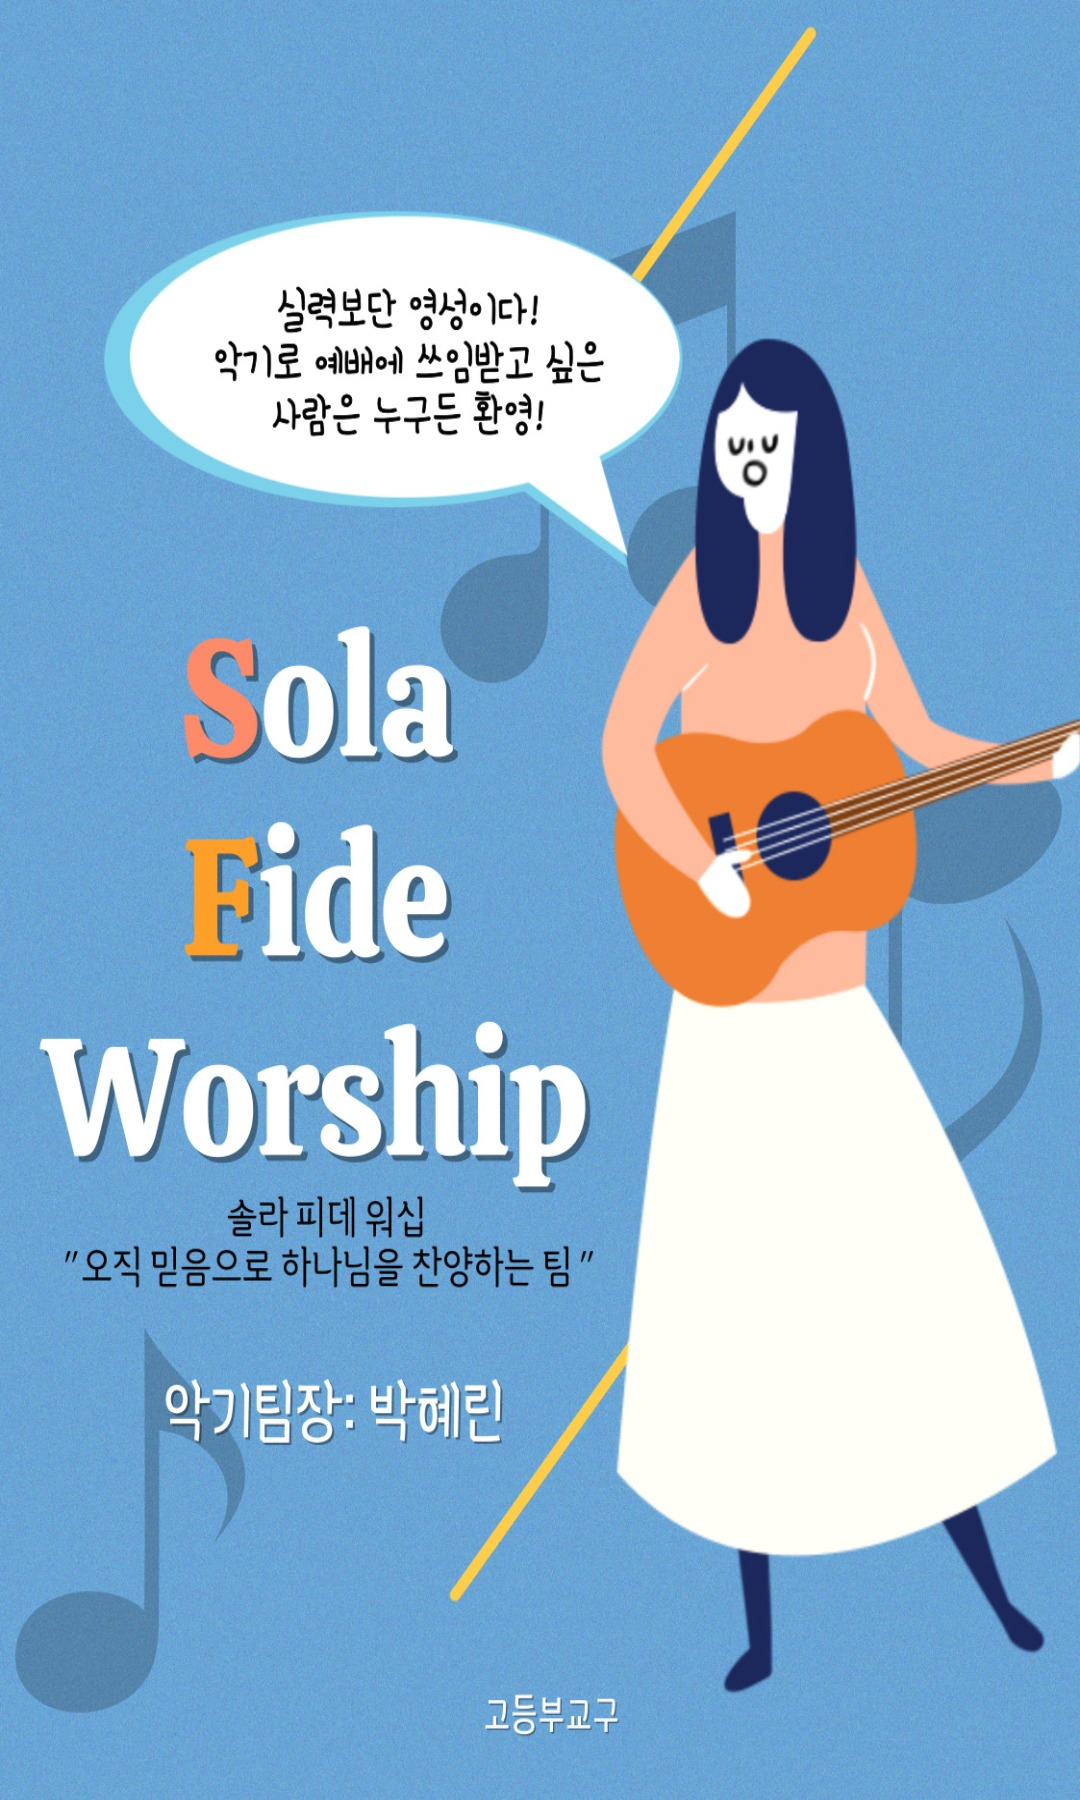 실력보단 영성이다!
악기로 예배에 쓰임받고 싶은
사람은 누구든 환영!
Sola
Fide
Worship
솔라 피데 워십
"오직 믿음으로 하나님을 찬양하는 팀"
악기팀장: 박혜린
고등부교구